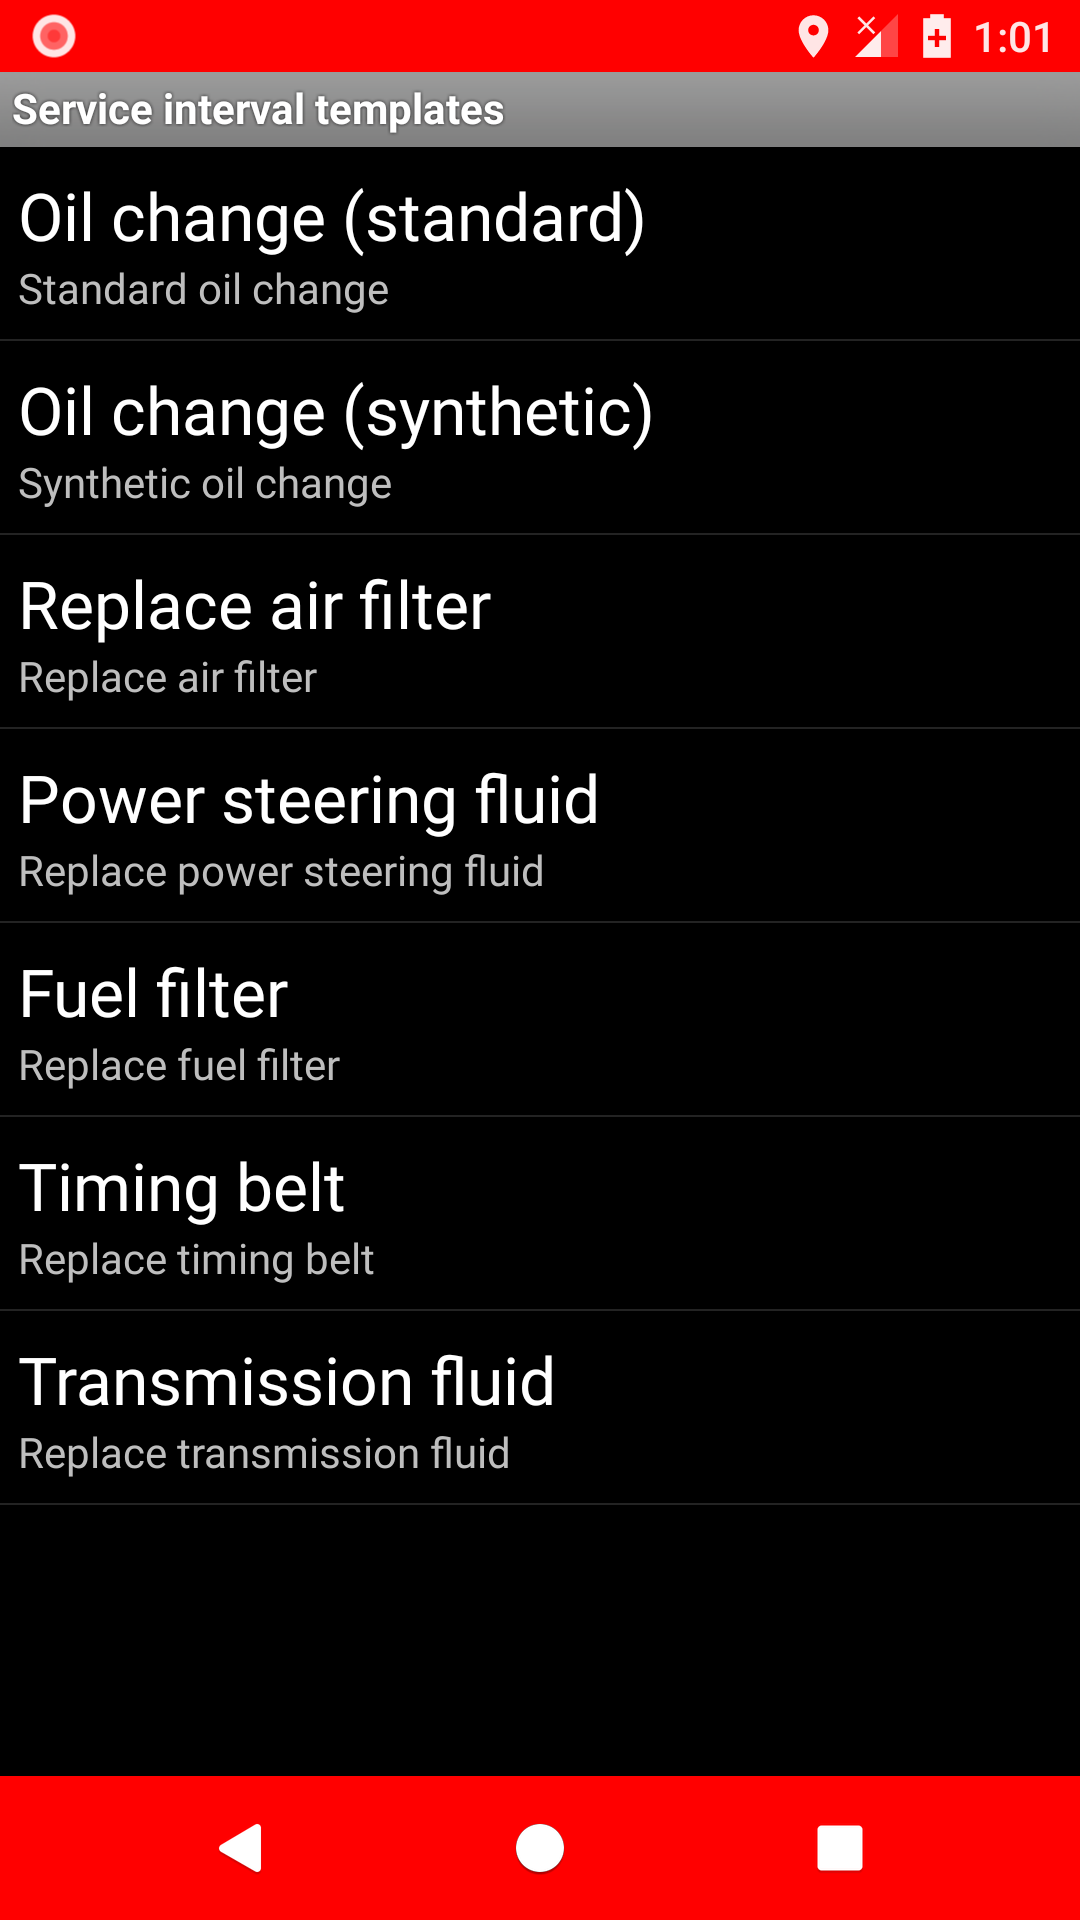 1:01
Service interval templates
Oil change (standard)
Standard oil change
Oil change (synthetic)
Synthetic oil change
Replace air filter
Replace air filter
Power steering fluid
Replace power steering fluid
Fuel filter
Replace fuel filter
Timing belt
Replace timing belt
Transmission fluid
Replace transmission fluid